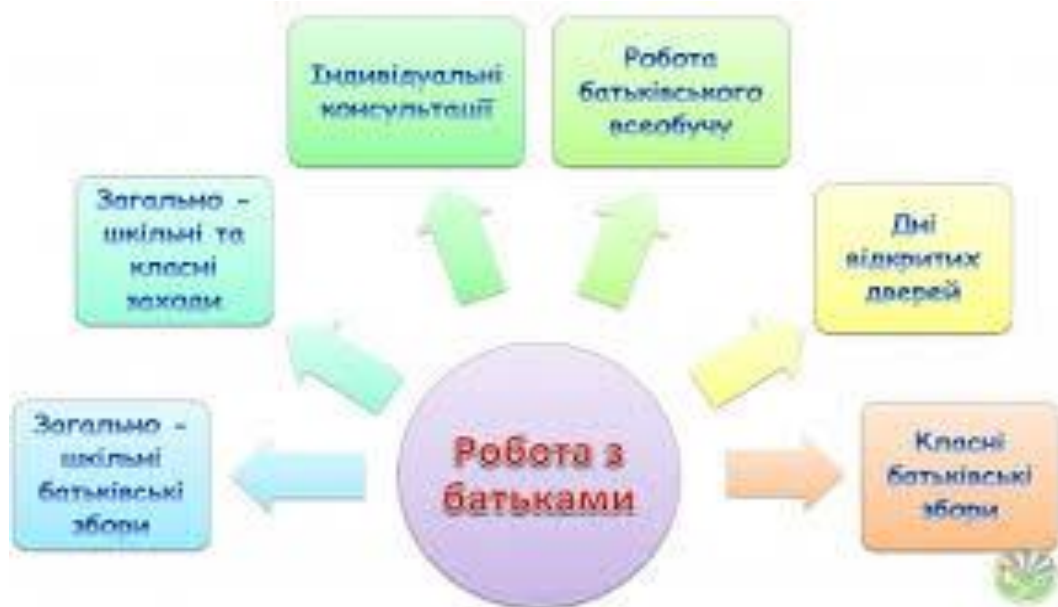 Індивідуальні
консультації
Робота
батьківського
всеобучу
Загально -
шкільні та
класні
заходи
Дні
відкритих
дверей
Загально -
шкільні
батьківські
збори
Робота з
батьками
Класні
батьківські
збори